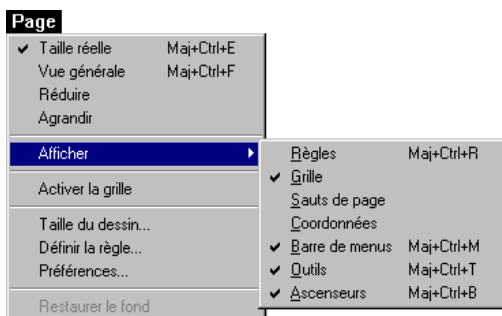 Page
Taille réelle Maj+Ctrl+E
Vue générale Maj+Ctrl+F
Réduire
Agrandir
Afficher
Règles Maj+Ctrl+R
Grille
Sauts de page
Coordonnées
Barre de menus Maj+Ctrl+M
Outils Maj+Ctrl+T
Ascenseurs Maj+Ctrl+B
Activer la grille
Taille du dessin...
Définir la règle...
Préférences...
Restaurer le fond